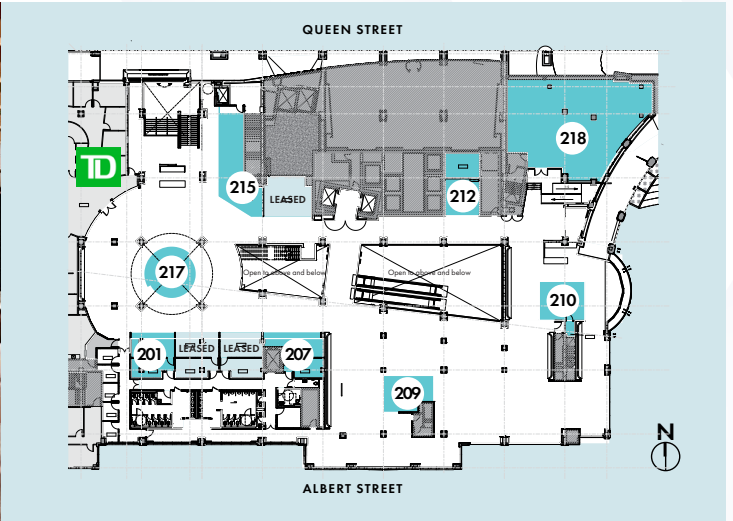 QUEEN STREET
218
TD
215
212
LEASED
217
Open to above and below
Open to above and below
210
201
LEASED
LEASED
207
209
N
ALBERT STREET